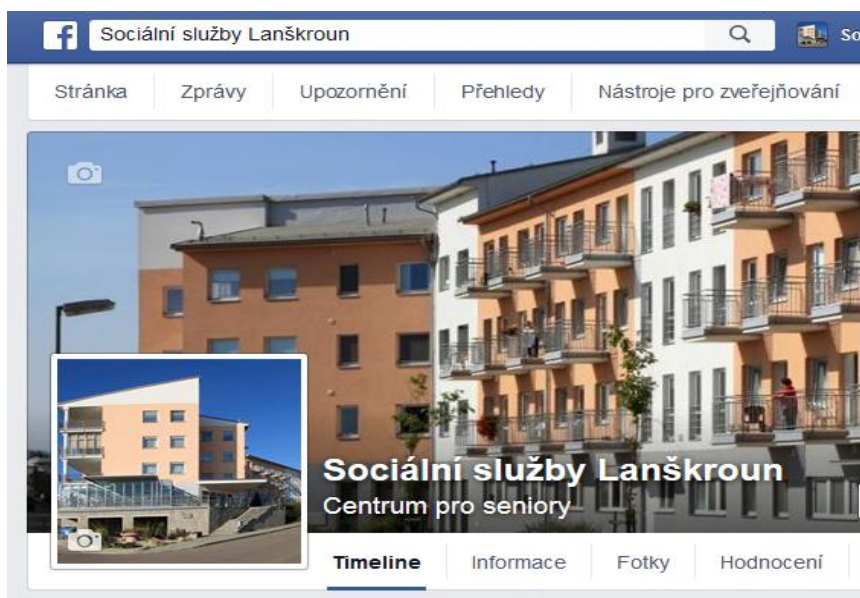 Sociální služby Lanškroun
So
Stránka Zprávy Upozornění Přehledy Nástroje pro zveřejňování
Sociální služby Lanškroun
Centrum pro seniory
Timeline Informace Fotky Hodnocení